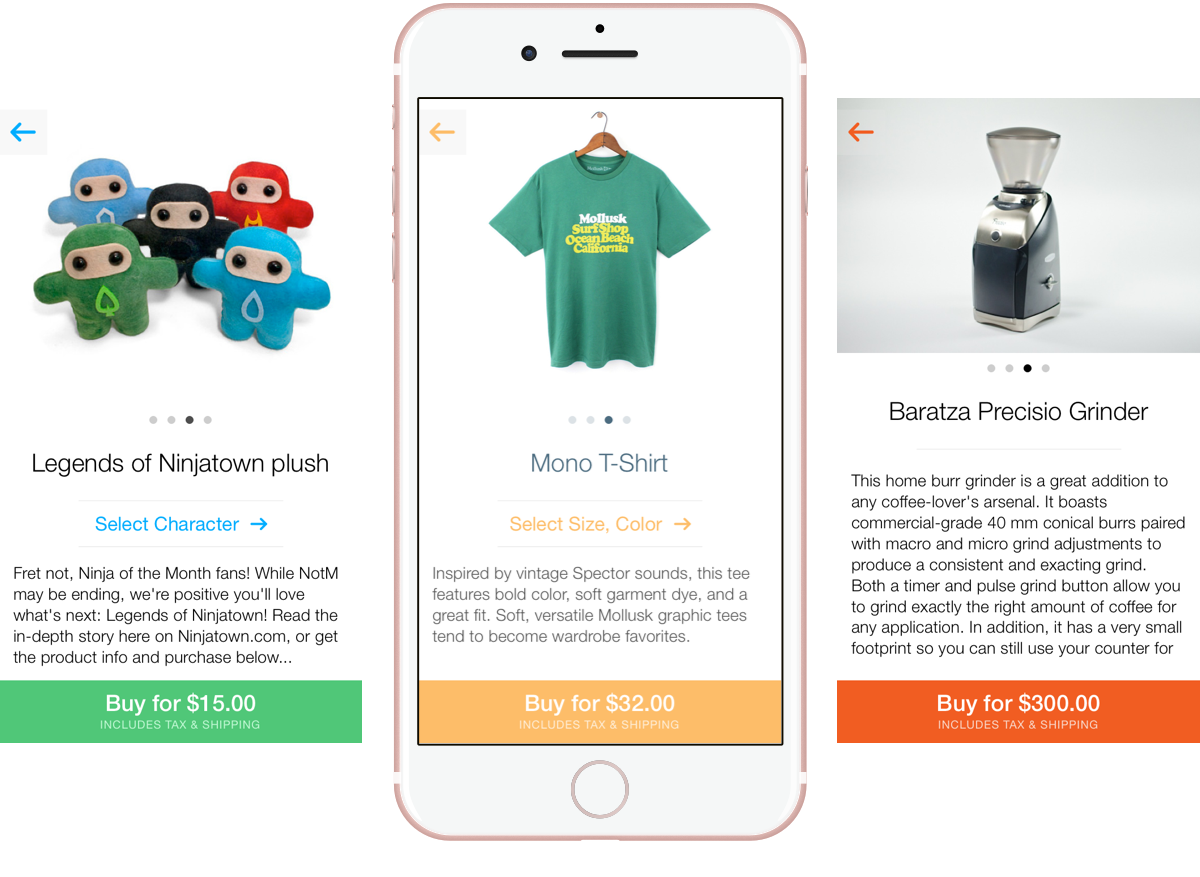 Legends of Ninjatown plush
Select Character
Fret not, Ninja of the Month fans! While NotM
may be ending, we're positive you'll love
what's next: Legends of Ninjatown! Read the
in-depth story here on Ninjatown.com, or get
the product info and purchase below...
Buy for $15.00
INCLUDES TAX & SHIPPING
Mollusk
Surf Shop
Ocean Beach
California
Mono T-Shirt
Select Size, Color
Inspired by vintage Spector sounds, this tee
features bold color, soft garment dye, and a
great fit. Soft, versatile Mollusk graphic tees
tend to become wardrobe favorites.
Buy for $32.00
INCLUDES TAX & SHIPPING
Baratza Precisio Grinder
This home burr grinder is a great addition to
any coffee-lover's arsenal. It boasts
commercial-grade 40 mm conical burrs paired
with macro and micro grind adjustments to
produce a consistent and exacting grind.
Both a timer and pulse grind button allow you
to grind exactly the right amount of coffee for
any application. In addition, it has a very small
footprint so you can still use your counter for
Buy for $300.00
INCLUDES TAX & SHIPPING